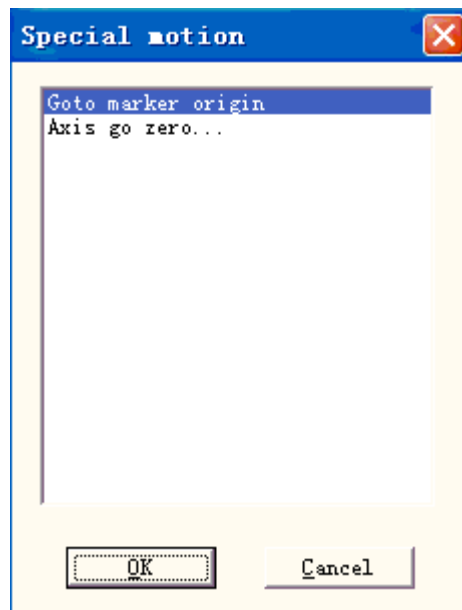 Special motion
Goto marker origin
Axis go zero...
OK
Cancel